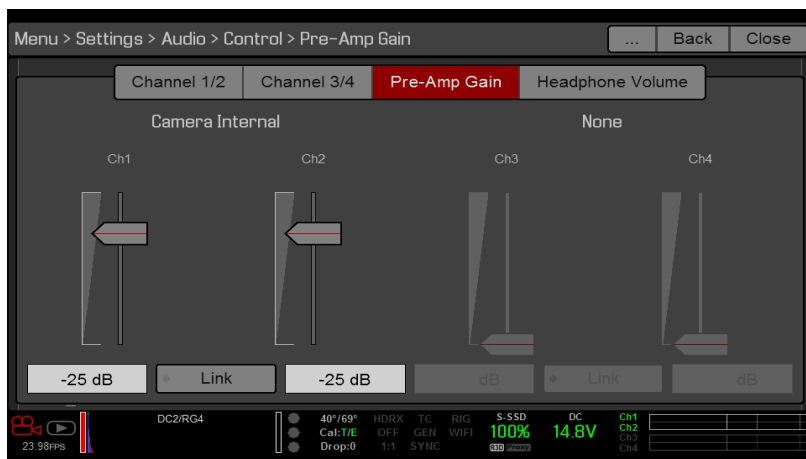 Menu > Settings > Audio > Control > Pre-Amp Gain ... Back Close
Channel 1/2 Channel 3/4 Pre-Amp Gain Headphone Volume
Camera Internal None
Ch1 Ch2 Ch3 Ch4
-25 dB Link -25 dB dB Link dB
DC2/RG4 40°/69° HDRX TC RIG S-SSD DC Ch1
Cal:T/E OFF GEN WIFI 100% 14.8V Ch2
23.98FPS Drop:0 1:1 SYNC R3D Proxy Ch3
Ch4